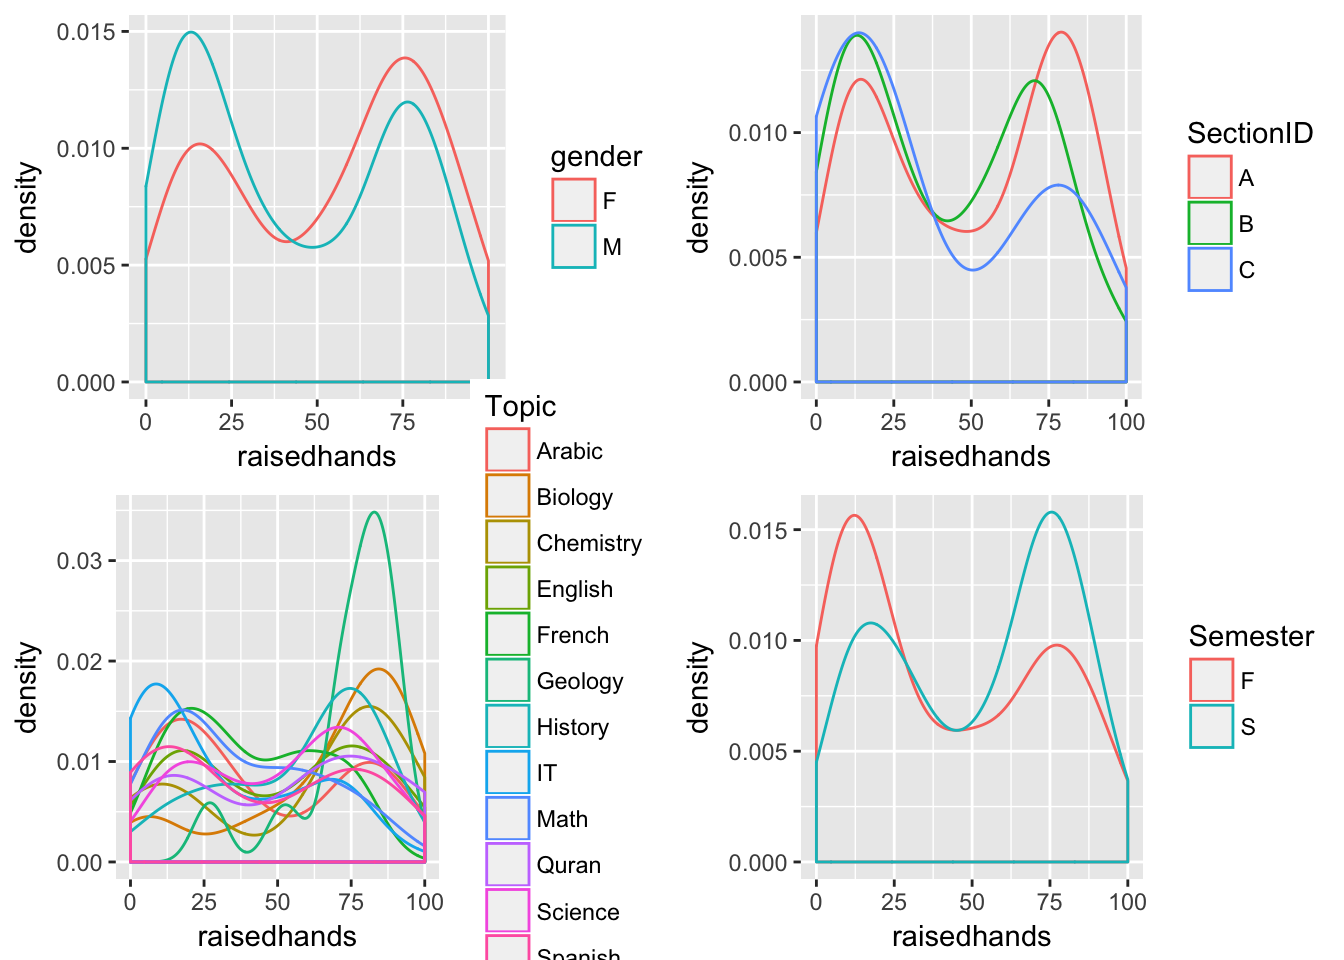 0.015
0.010
0.005
0.000
density
0
25
50
75
raisedhands
gender
F
M
0.010
0.005
0.000
density
0
25
50
75
100
raisedhands
SectionID
A
B
C
0.03
0.02
0.01
0.00
density
0
25
50
75
100
raisedhands
Topic
Arabic
Biology
Chemistry
English
French
Geology
History
IT
Math
Quran
Science
Spanish
0.015
0.010
0.005
0.000
density
0
25
50
75
100
raisedhands
Semester
F
S